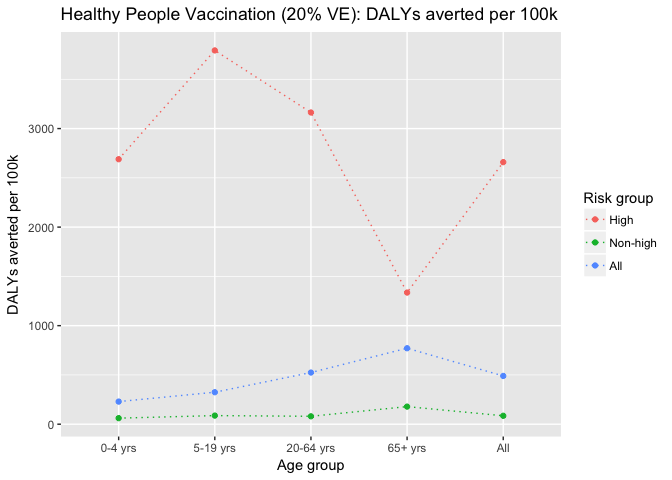 Healthy People Vaccination (20% VE): DALYs averted per 100k
DALYs averted per 100k
3000
2000
1000
0
0-4 yrs
5-19 yrs
20-64 yrs
65+ yrs
All
Age group
Risk group
High
Non-high
All